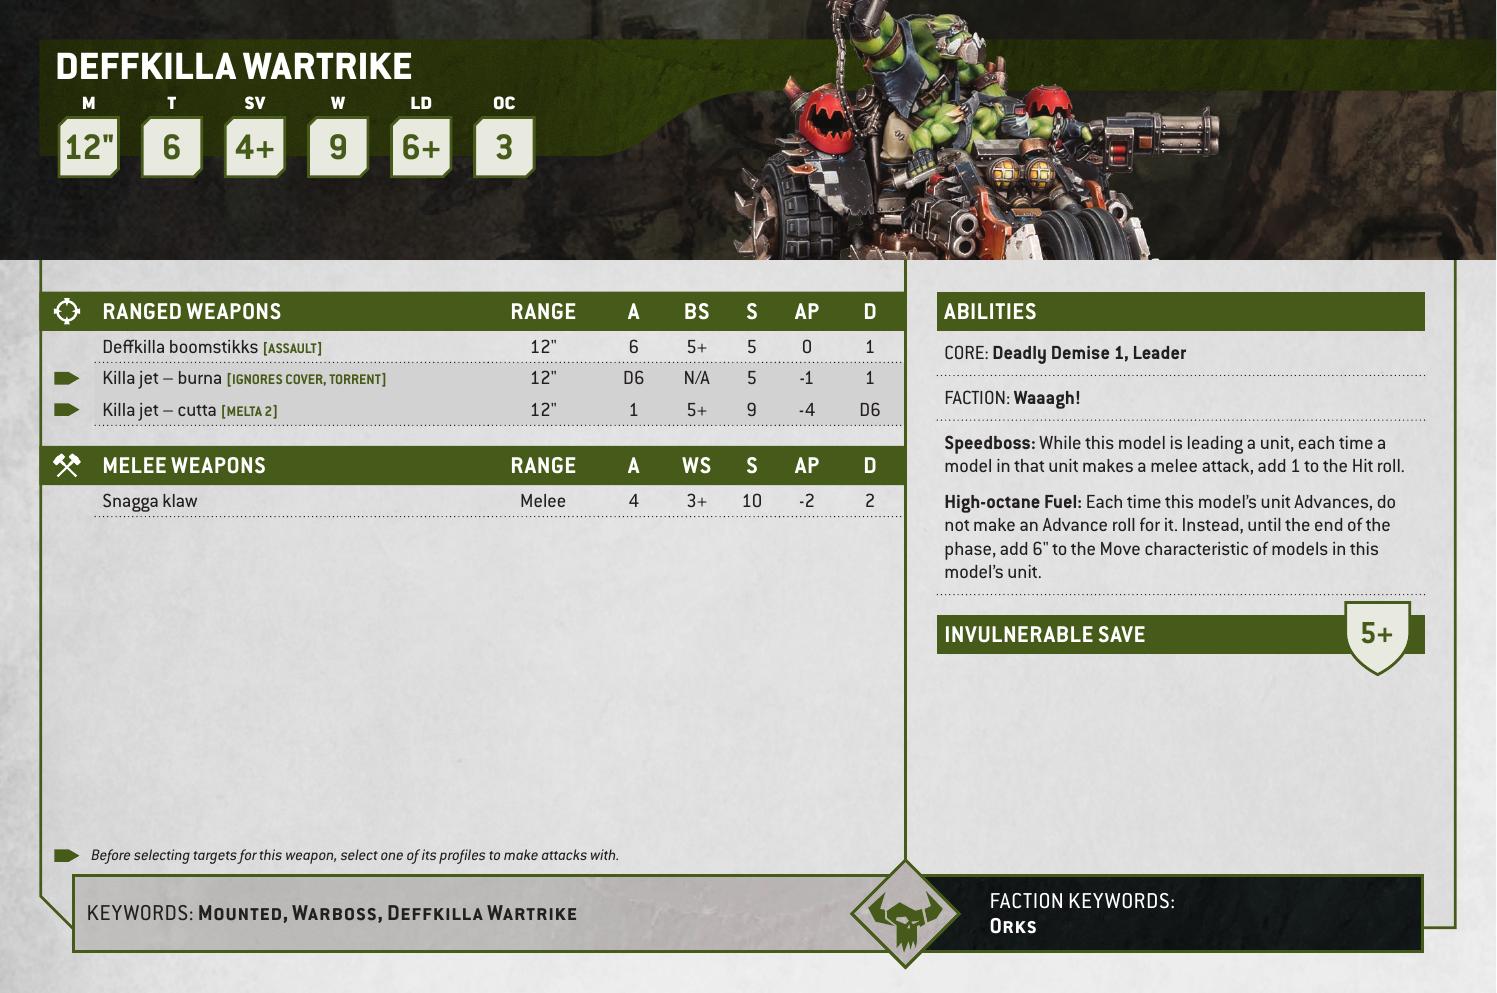 DEFFKILLA WARTRIKE
M T SV W LD OC
12" 6 4+ 9 6+ 3
RANGED WEAPONS RANGE A BS S AP D
Deffkilla boomstikks [ASSAULT] 12" 6 5+ 5 0 1
Killa jet – burna [IGNORES COVER, TORRENT] 12" D6 N/A 5 -1 1
Killa jet – cutta [MELTA 2] 12" 1 5+ 9 -4 D6
MELEE WEAPONS RANGE A WS S AP D
Snagga klaw Melee 4 3+ 10 -2 2
Before selecting targets for this weapon, select one of its profiles to make attacks with.
ABILITIES
CORE: Deadly Demise 1, Leader
FACTION: Waaagh!
Speedboss: While this model is leading a unit, each time a
model in that unit makes a melee attack, add 1 to the Hit roll.
High-octane Fuel: Each time this model’s unit Advances, do
not make an Advance roll for it. Instead, until the end of the
phase, add 6" to the Move characteristic of models in this
model’s unit.
INVULNERABLE SAVE 5+
KEYWORDS: MOUNTED, WARBOSS, DEFFKILLA WARTRIKE
FACTION KEYWORDS:
ORKS